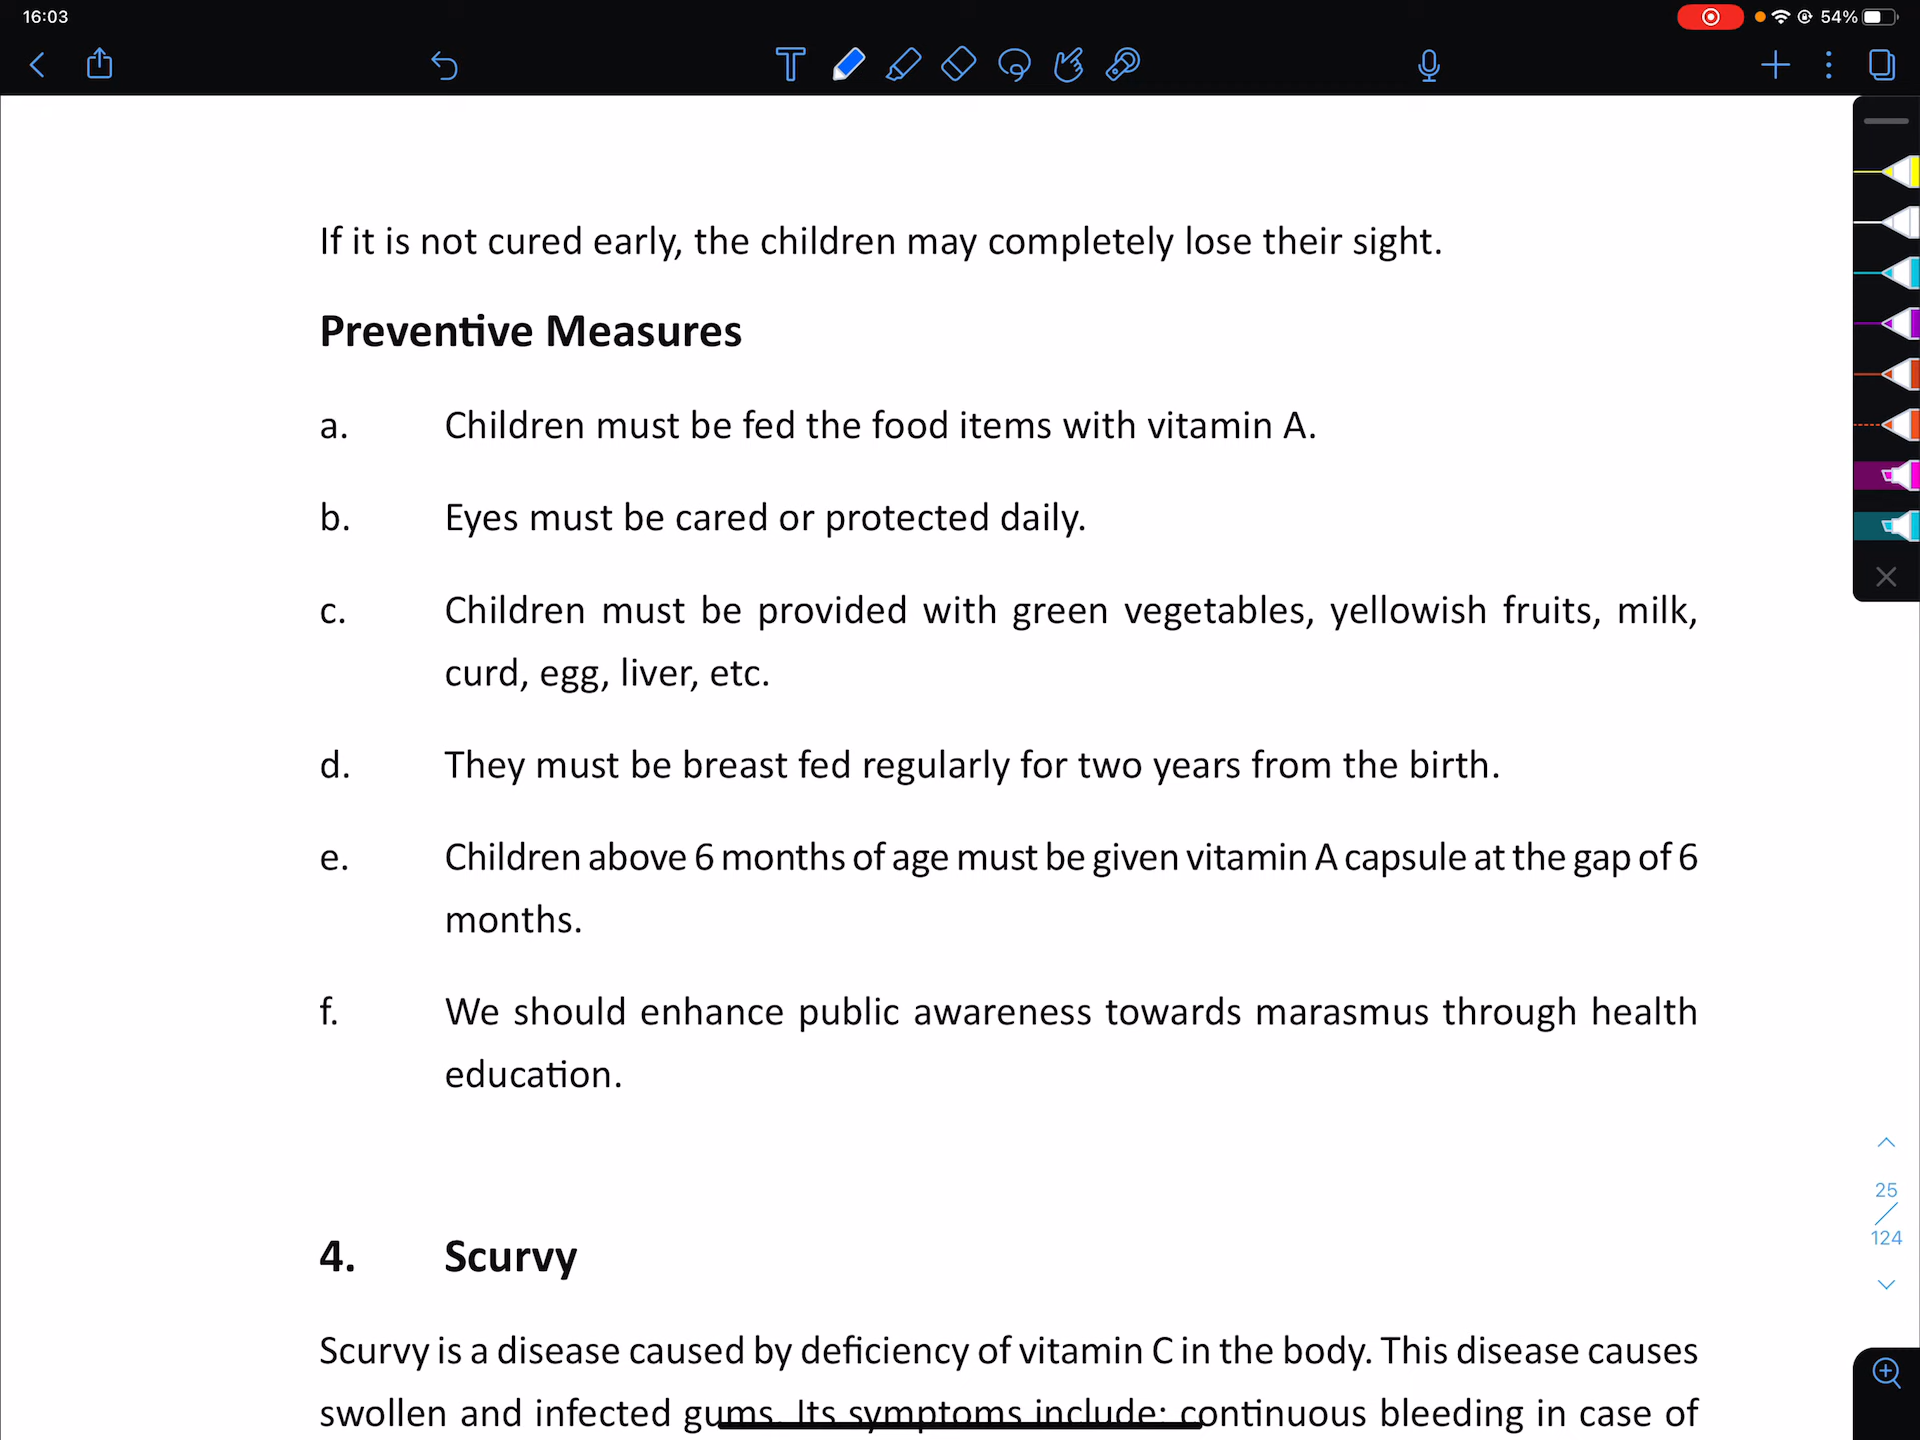 16:03
54%
If it is not cured early, the children may completely lose their sight.
Preventive Measures
a. Children must be fed the food items with vitamin A.
b. Eyes must be cared or protected daily.
c. Children must be provided with green vegetables, yellowish fruits, milk,
curd, egg, liver, etc.
d. They must be breast fed regularly for two years from the birth.
e. Children above 6 months of age must be given vitamin A capsule at the gap of 6
months.
f. We should enhance public awareness towards marasmus through health
education.
25
/
124
4. Scurvy
Scurvy is a disease caused by deficiency of vitamin C in the body. This disease causes
swollen and infected gums. Its symptoms include: continuous bleeding in case of